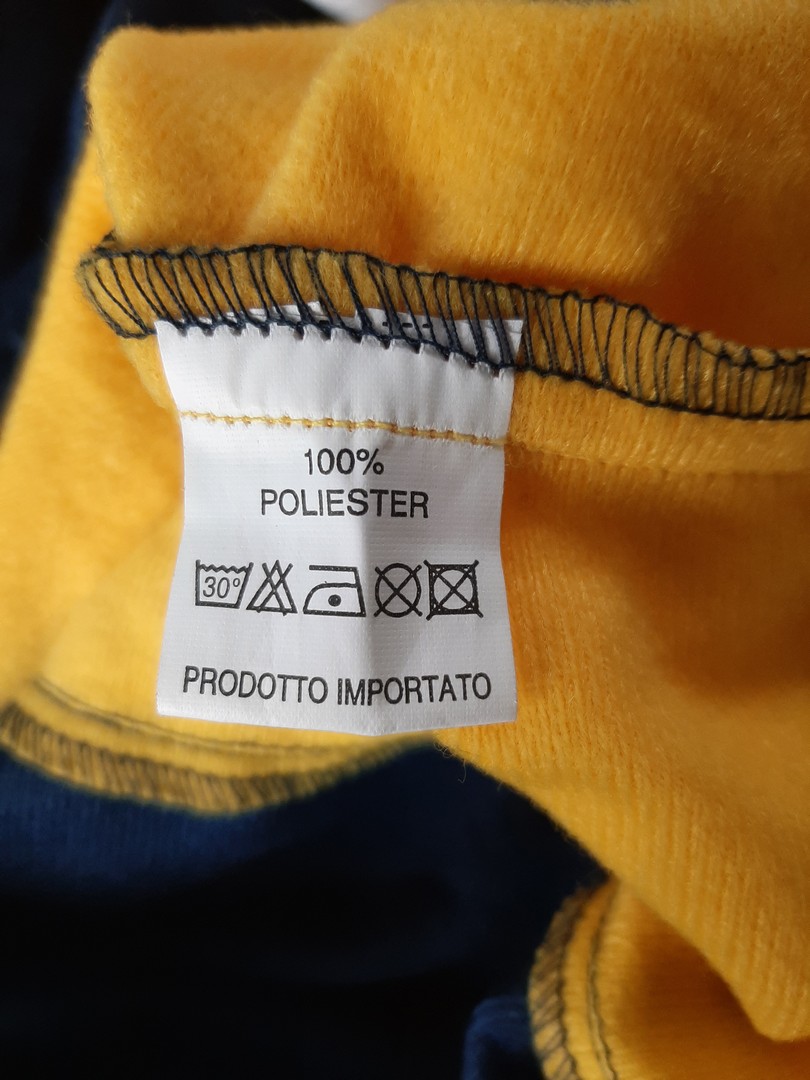 100%
POLIESTER
30°
PRODOTTO IMPORTATO